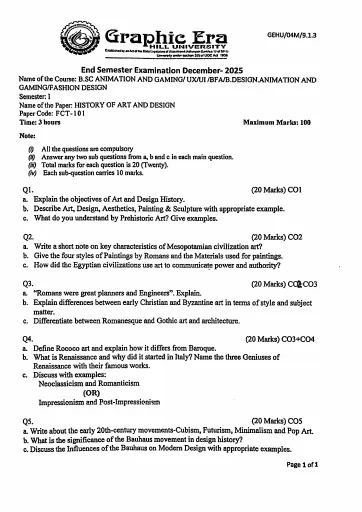 GEHU/04M/9.1.3
Graphic Era
HILL UNIVERSITY
End Semester Examination December- 2025
Name of the Course: B.SC ANIMATION AND GAMING/ UX/UI /BFA/B.DESIGN.ANIMATION AND
GAMING/FASHION DESIGN
Semester: 1
Name of the Paper: HISTORY OF ART AND DESIGN
Paper Code: FCT-101
Time: 3 hours Maximum Marks: 100
Note:
(i) All the questions are compulsory
(ii) Answer any two sub questions from a, b and c in each main question.
(iii) Total marks for each question is 20 (Twenty).
(iv) Each sub-question carries 10 marks.
Q1. (20 Marks) CO1
a. Explain the objectives of Art and Design History.
b. Describe Art, Design, Aesthetics, Painting & Sculpture with appropriate example.
c. What do you understand by Prehistoric Art? Give examples.
Q2. (20 Marks) CO2
a. Write a short note on key characteristics of Mesopotamian civilization art?
b. Give the four styles of Paintings by Romans and the Materials used for paintings.
c. How did the Egyptian civilizations use art to communicate power and authority?
Q3. (20 Marks) CO3
a. "Romans were great planners and Engineers". Explain.
b. Explain differences between early Christian and Byzantine art in terms of style and subject
matter.
c. Differentiate between Romanesque and Gothic art and architecture.
Q4. (20 Marks) CO3+CO4
a. Define Rococo art and explain how it differs from Baroque.
b. What is Renaissance and why did it started in Italy? Name the three Geniuses of
Renaissance with their famous works.
c. Discuss with examples:
Neoclassicism and Romanticism
(OR)
Impressionism and Post-Impressionism
Q5. (20 Marks) CO5
a. Write about the early 20th-century movements-Cubism, Futurism, Minimalism and Pop Art.
b. What is the significance of the Bauhaus movement in design history?
c. Discuss the Influences of the Bauhaus on Modern Design with appropriate examples.
Page 1 of 1